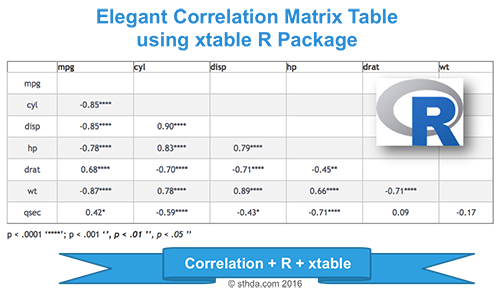 Elegant Correlation Matrix Table
using xtable R Package
mpg cyl disp hp drat wt
mpg
cyl -0.85****
disp -0.85**** 0.90****
hp -0.78**** 0.83**** 0.79****
drat 0.68**** -0.70**** -0.71**** -0.45**
wt -0.87**** 0.78**** 0.89**** 0.66**** -0.71****
qsec 0.42* -0.59**** -0.43* -0.71**** 0.09 -0.17
R
p < .0001 ‘****’; p < .001 ‘’, p < .01 ’’, p < .05 ’’
Correlation + R + xtable
© sthda.com 2016